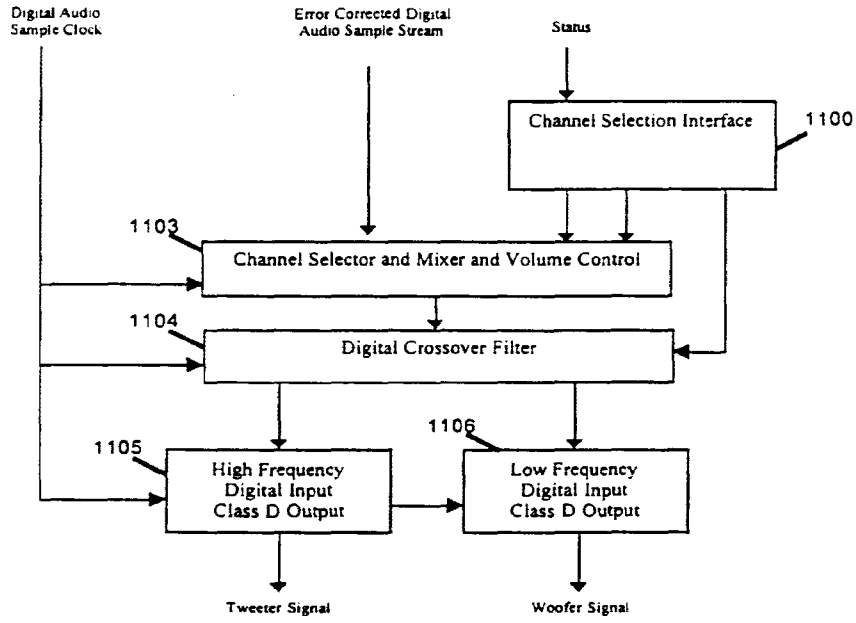 Digital Audio
Sample Clock
Error Corrected Digital
Audio Sample Stream
Status
Channel Selection Interface
1100
1103
Channel Selector and Mixer and Volume Control
1104
Digital Crossover Filter
1105
High Frequency
Digital Input
Class D Output
1106
Low Frequency
Digital Input
Class D Output
Tweeter Signal
Woofer Signal